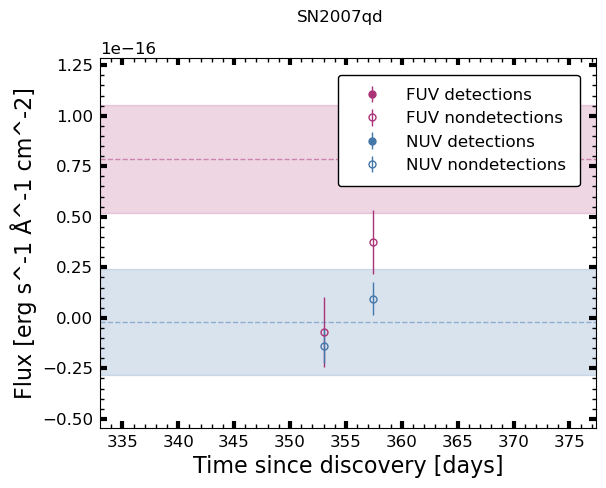 SN2007qd
1e−16
1.25
1.00
0.75
0.50
0.25
0.00
−0.25
−0.50
Flux [erg s^-1 Å^-1 cm^-2]
FUV detections
FUV nondetections
NUV detections
NUV nondetections
335 340 345 350 355 360 365 370 375
Time since discovery [days]